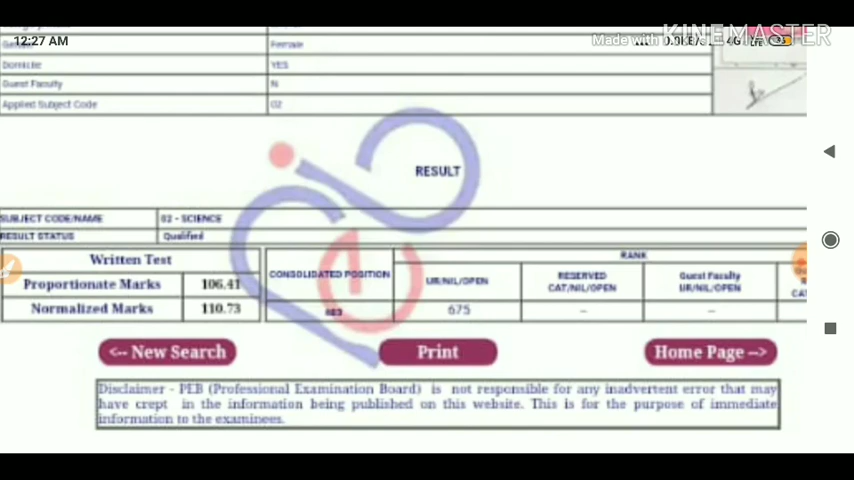 12:27 AM
Made with KINEMASTER
0.0KB/s 4G
Gender Female
Domicile YES
Guest Faculty N
Applied Subject Code 02
RESULT
SUBJECT CODE/NAME 02 - SCIENCE
RESULT STATUS Qualified
Written Test
Proportionate Marks 106.41
Normalized Marks 110.73
CONSOLIDATED POSITION
RANK
UR/NIL/OPEN
RESERVED
CAT/NIL/OPEN
Guest Faculty
UR/NIL/OPEN
675
–
–
<-- New Search
Print
Home Page -->
Disclaimer - PEB (Professional Examination Board) is not responsible for any inadvertent error that may
have crept in the information being published on this website. This is for the purpose of immediate
information to the examinees.